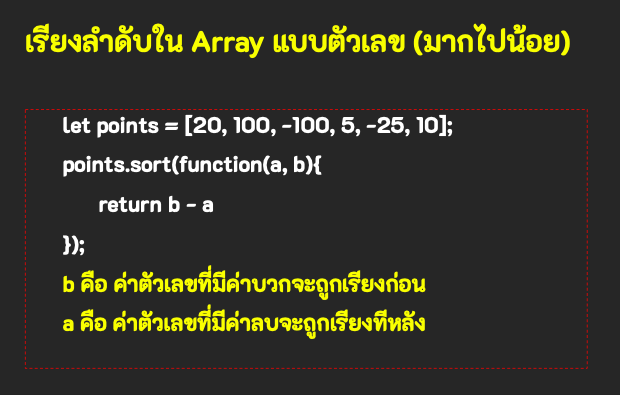 เรียงลำดับใน Array แบบตัวเลข (มากไปน้อย)
let points = [20, 100, -100, 5, -25, 10];
points.sort(function(a, b){
return b - a
});
b คือ ค่าตัวเลขที่มีค่าบวกจะถูกเรียงก่อน
a คือ ค่าตัวเลขที่มีค่าลบจะถูกเรียงทีหลัง